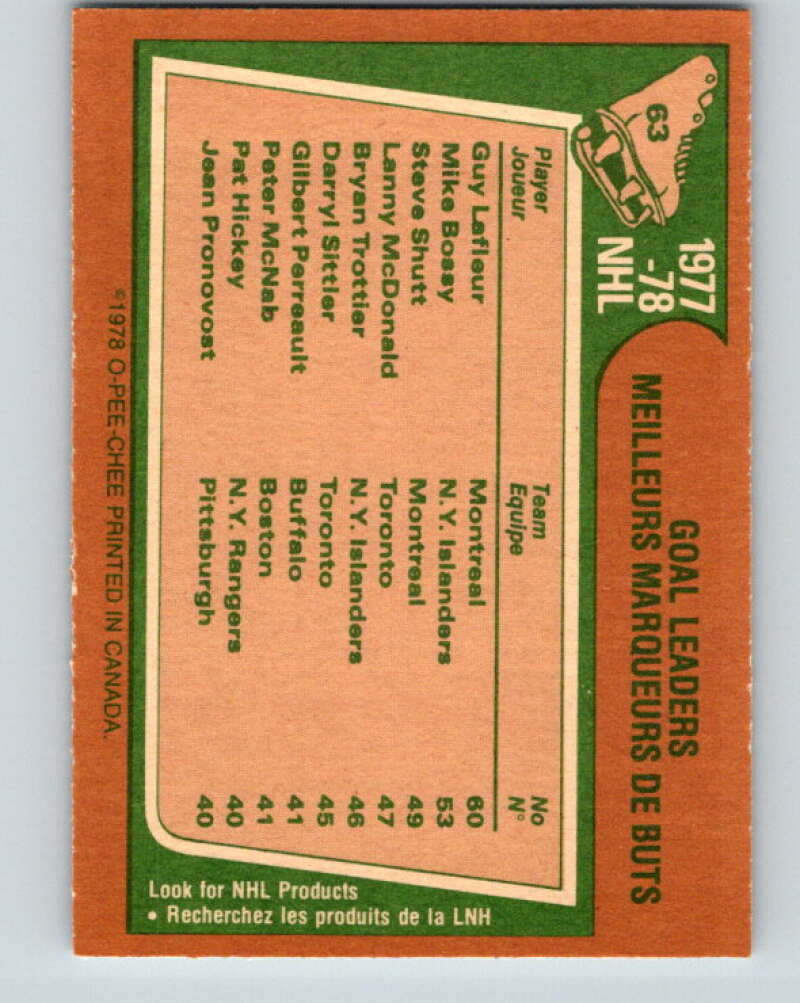 63
1977
-78
NHL
GOAL LEADERS
MEILLEURS MARQUEURS DE BUTS
Player Team No
Joueur Equipe N°
Guy Lafleur Montreal 60
Mike Bossy N.Y. Islanders 53
Steve Shutt Montreal 49
Lanny McDonald Toronto 47
Bryan Trottier N.Y. Islanders 46
Darryl Sittler Toronto 45
Gilbert Perreault Buffalo 41
Peter McNab Boston 41
Pat Hickey N.Y. Rangers 40
Jean Pronovost Pittsburgh 40
©1978 O-PEE-CHEE PRINTED IN CANADA.
Look for NHL Products
• Recherchez les produits de la LNH